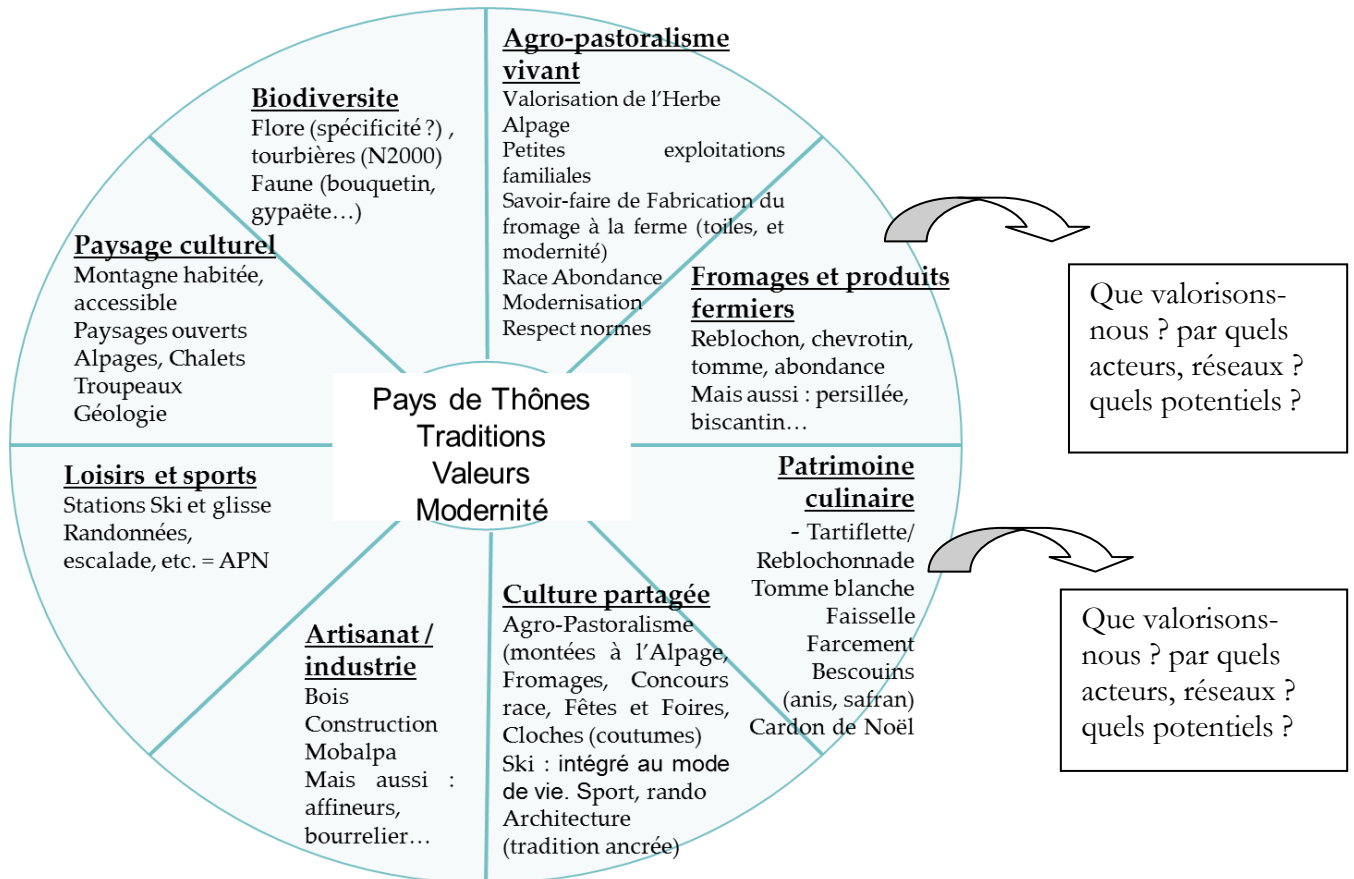 Agro-pastoralisme
vivant
Valorisation de l'Herbe
Alpage
Petites exploitations
familiales
Savoir-faire de Fabrication du
fromage à la ferme (toiles, et
modernité)
Race Abondance
Modernisation
Respect normes
Biodiversite
Flore (spécificité ?) ,
tourbières (N2000)
Faune (bouquetin,
gypaëte…)
Paysage culturel
Montagne habitée,
accessible
Paysages ouverts
Alpages, Chalets
Troupeaux
Géologie
Fromages et produits
fermiers
Reblochon, chevrotin,
tomme, abondance
Mais aussi : persillée,
biscantin…
Que valorisons-
nous ? par quels
acteurs, réseaux ?
quels potentiels ?
Pays de Thônes
Traditions
Valeurs
Modernité
Loisirs et sports
Stations Ski et glisse
Randonnées,
escalade, etc. = APN
Patrimoine
culinaire
- Tartiflette/
Reblochonnade
Tomme blanche
Faisselle
Farcement
Bescouins
(anis, safran)
Cardon de Noël
Que valorisons-
nous ? par quels
acteurs, réseaux ?
quels potentiels ?
Artisanat /
industrie
Bois
Construction
Mobalpa
Mais aussi :
affineurs,
bourrelier…
Culture partagée
Agro-Pastoralisme
(montées à l'Alpage,
Fromages, Concours
race, Fêtes et Foires,
Cloches (coutumes)
Ski : intégré au mode
de vie. Sport, rando
Architecture
(tradition ancrée)